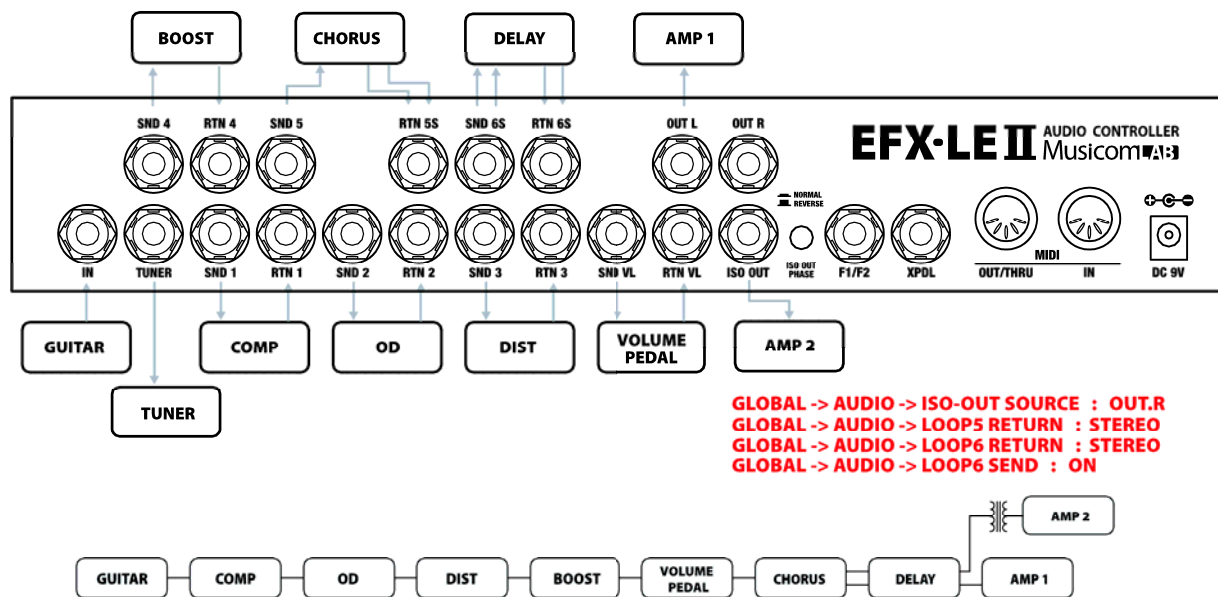 BOOST
CHORUS
DELAY
AMP 1
SND 4
RTN 4
SND 5
RTN 5S
SND 6S
RTN 6S
OUT L
OUT R
EFX·LE II
AUDIO CONTROLLER
MusicomLAB
NORMAL
REVERSE
IN
TUNER
SND 1
RTN 1
SND 2
RTN 2
SND 3
RTN 3
SND VL
RTN VL
ISO OUT
ISO OUT
PHASE
F1/F2
XPDL
MIDI
OUT/THRU
IN
DC 9V
GUITAR
COMP
OD
DIST
VOLUME
PEDAL
AMP 2
TUNER
GLOBAL -> AUDIO -> ISO-OUT SOURCE : OUT.R
GLOBAL -> AUDIO -> LOOP5 RETURN : STEREO
GLOBAL -> AUDIO -> LOOP6 RETURN : STEREO
GLOBAL -> AUDIO -> LOOP6 SEND : ON
AMP 2
GUITAR
COMP
OD
DIST
BOOST
VOLUME
PEDAL
CHORUS
DELAY
AMP 1